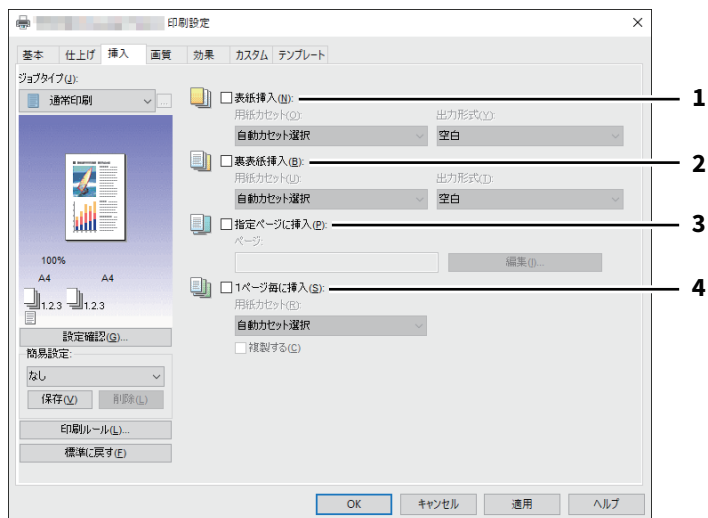 印刷設定
基本 仕上げ 挿入 画質 効果 カスタム テンプレート
ジョブタイプ(J):
通常印刷
...
100%
A4 A4
1.2.3 1.2.3
設定確認(G)...
簡易設定:
なし
保存(V) 削除(L)
印刷ルール(L)...
標準に戻す(F)
表紙挿入(N): 1
用紙カセット(O): 出力形式(Y):
自動カセット選択 空白
裏表紙挿入(B): 2
用紙カセット(U): 出力形式(T):
自動カセット選択 空白
指定ページに挿入(P): 3
ページ:
編集(I)...
1ページ毎に挿入(S): 4
用紙カセット(R):
自動カセット選択
複製する(C)
OK キャンセル 適用 ヘルプ